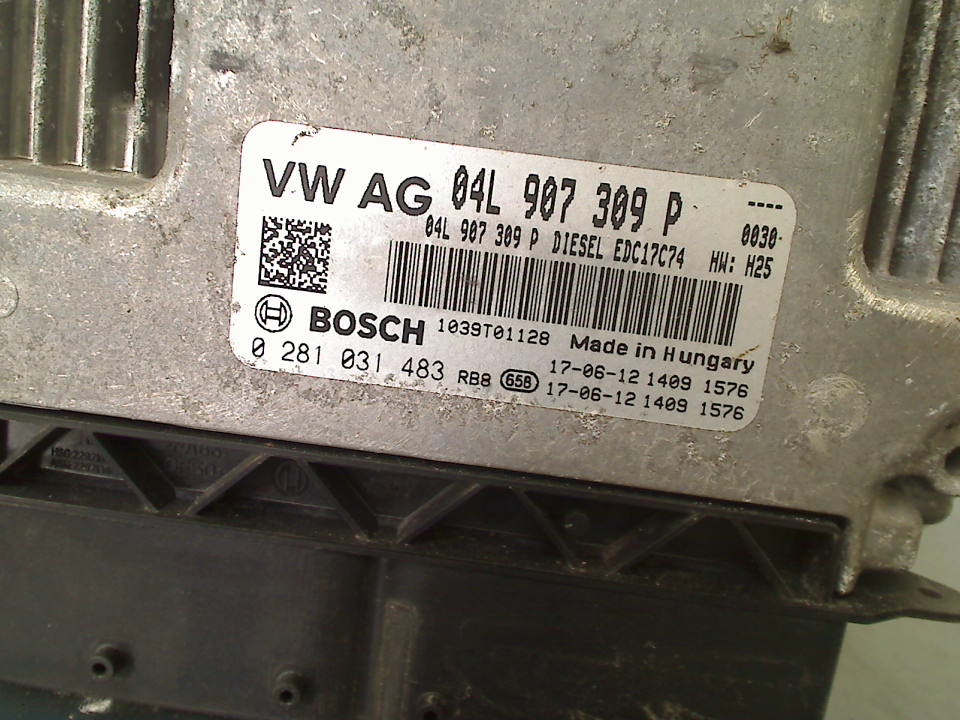 VW AG 04L 907 309 P ----
04L 907 309 P DIESEL EDC17C74 0030-
HW: H25
BOSCH 1039T01128 Made in Hungary
0 281 031 483 RB8 658 17-06-12 1409 1576
17-06-12 1409 1576